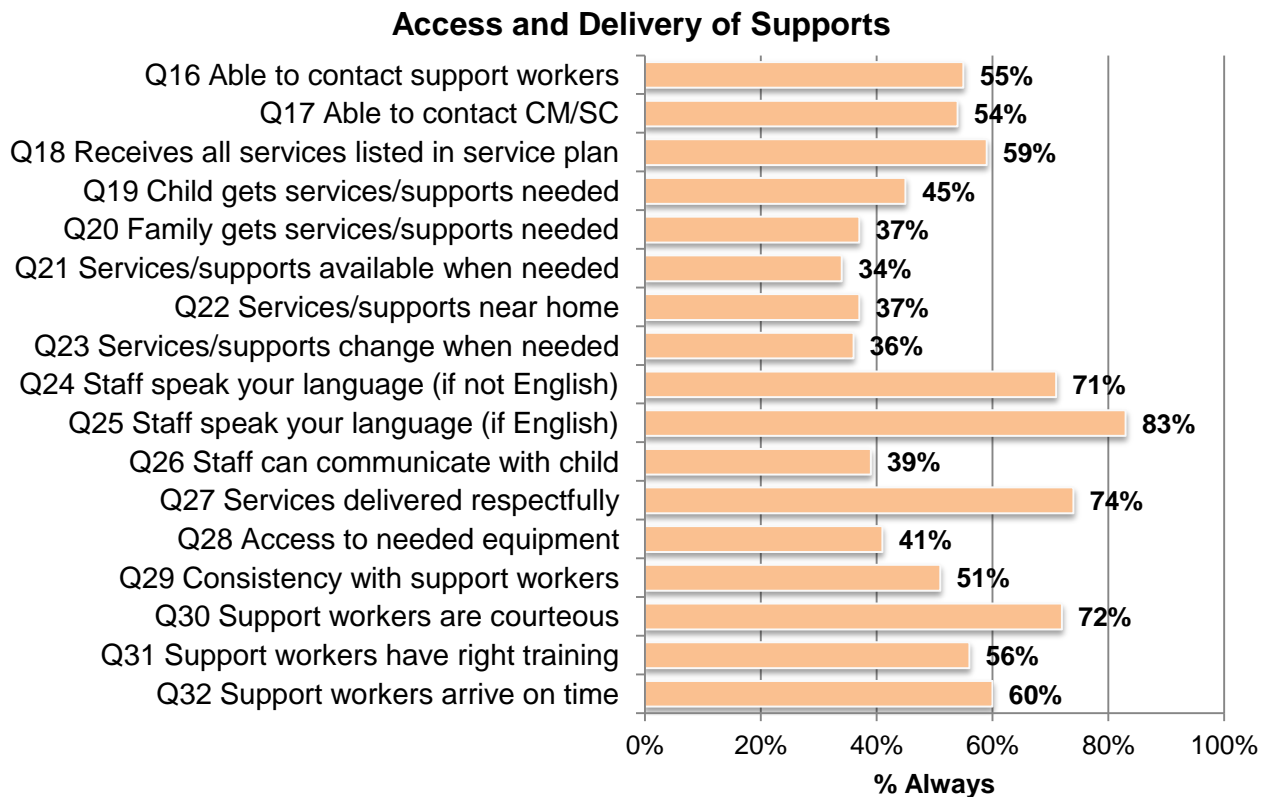 Access and Delivery of Supports
Q16 Able to contact support workers 55%
Q17 Able to contact CM/SC 54%
Q18 Receives all services listed in service plan 59%
Q19 Child gets services/supports needed 45%
Q20 Family gets services/supports needed 37%
Q21 Services/supports available when needed 34%
Q22 Services/supports near home 37%
Q23 Services/supports change when needed 36%
Q24 Staff speak your language (if not English) 71%
Q25 Staff speak your language (if English) 83%
Q26 Staff can communicate with child 39%
Q27 Services delivered respectfully 74%
Q28 Access to needed equipment 41%
Q29 Consistency with support workers 51%
Q30 Support workers are courteous 72%
Q31 Support workers have right training 56%
Q32 Support workers arrive on time 60%
0% 20% 40% 60% 80% 100%
% Always